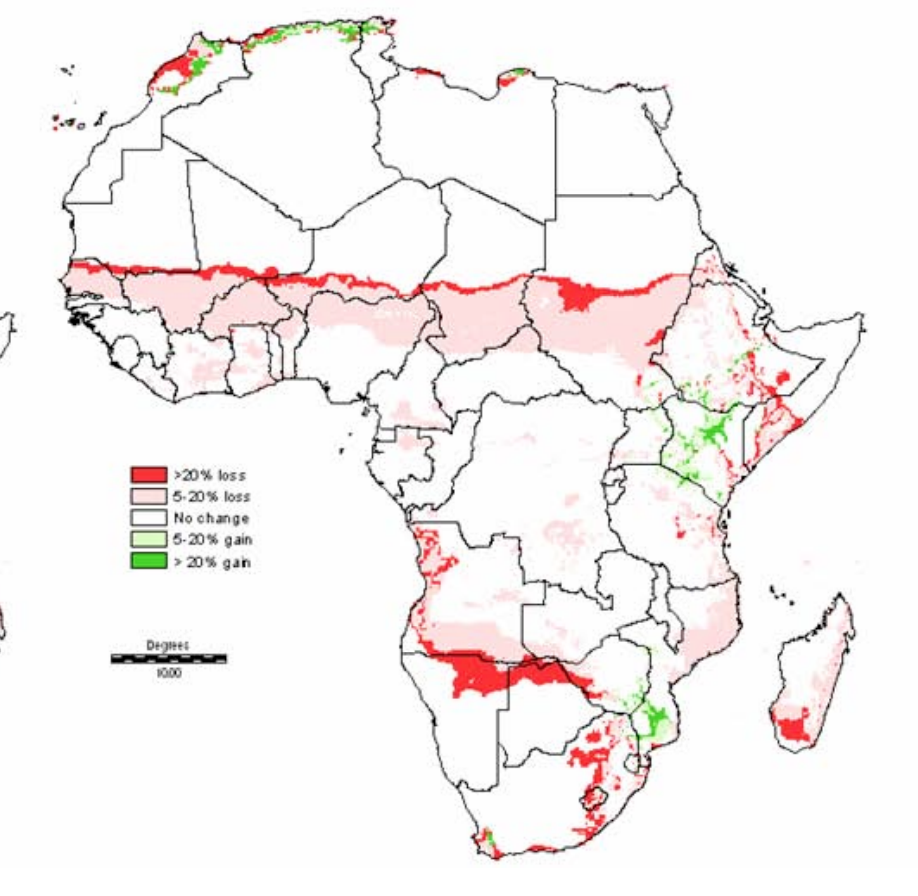 >20% loss
5-20% loss
No change
5-20% gain
> 20% gain
Degrees
10.00